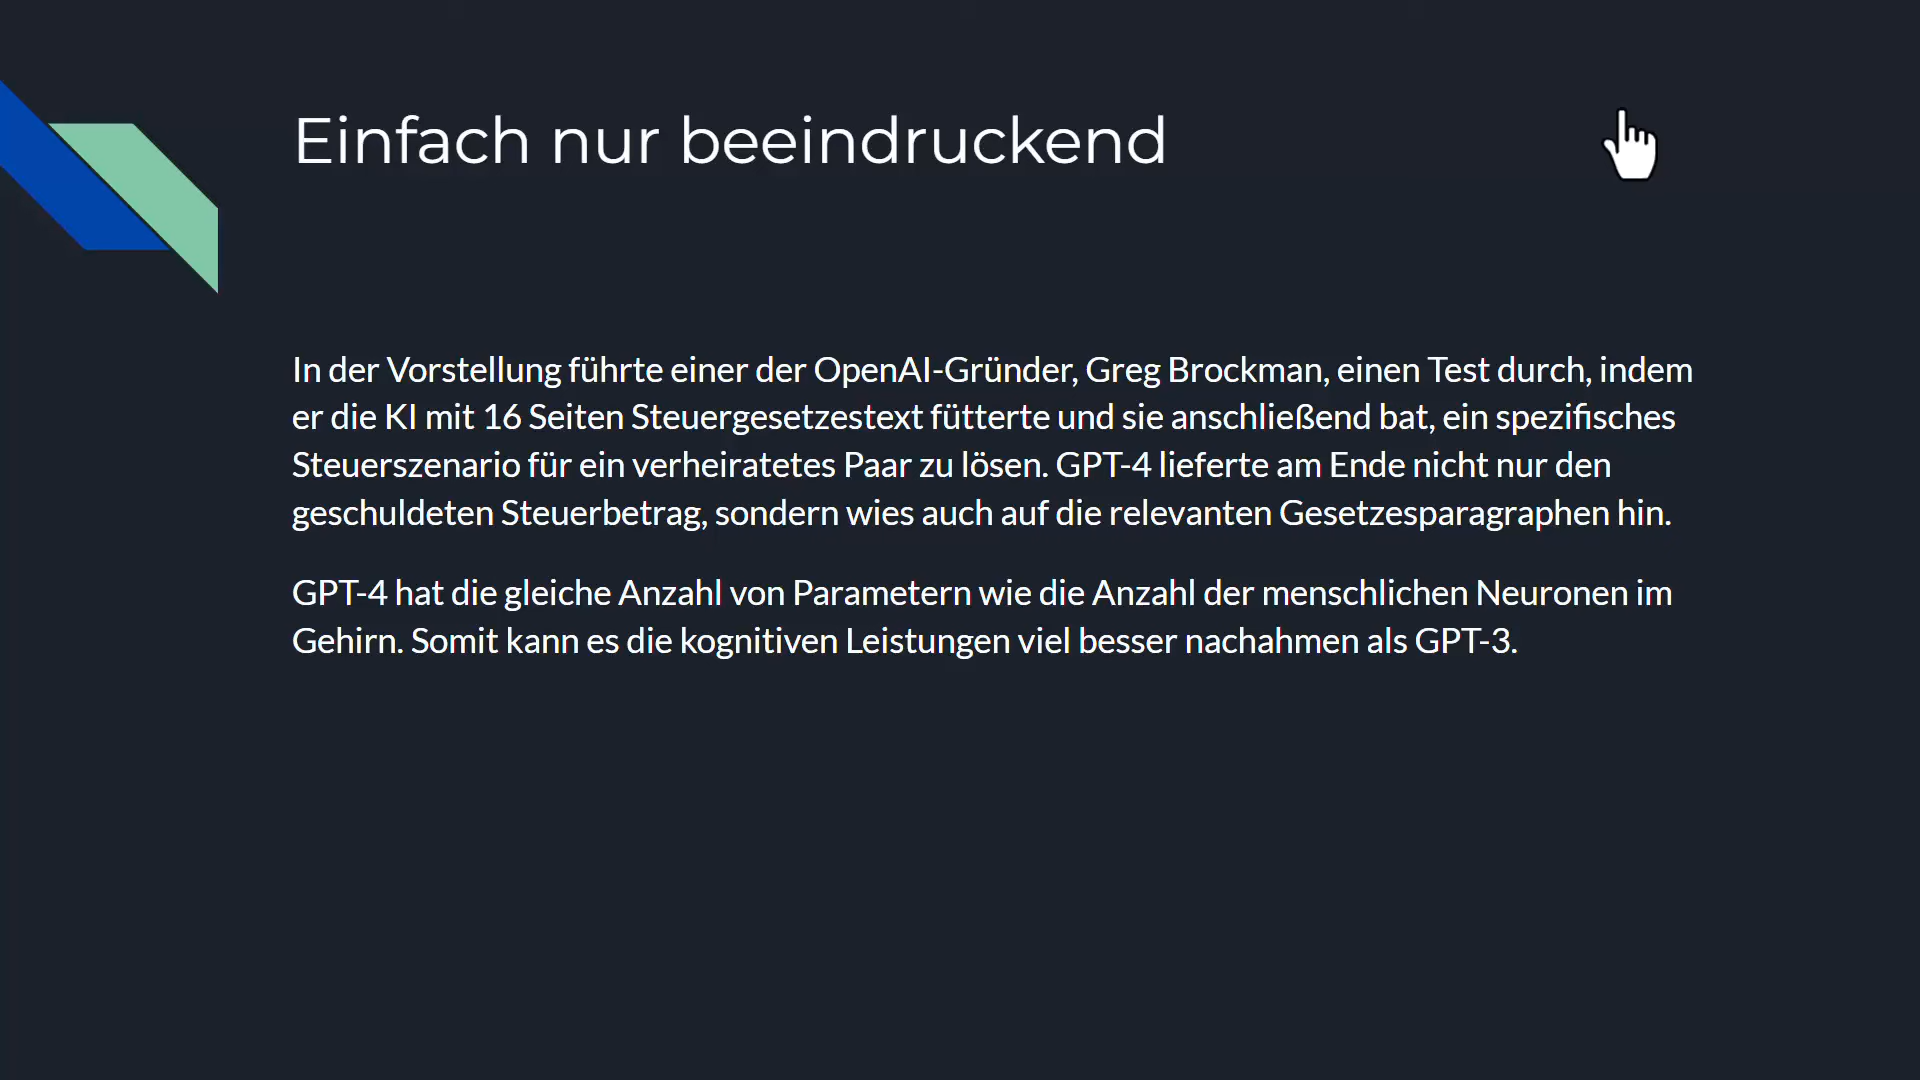 Einfach nur beeindruckend
In der Vorstellung führte einer der OpenAI-Gründer, Greg Brockman, einen Test durch, indem
er die KI mit 16 Seiten Steuergesetzestext fütterte und sie anschließend bat, ein spezifisches
Steuerszenario für ein verheiratetes Paar zu lösen. GPT-4 lieferte am Ende nicht nur den
geschuldeten Steuerbetrag, sondern wies auch auf die relevanten Gesetzesparagraphen hin.
GPT-4 hat die gleiche Anzahl von Parametern wie die Anzahl der menschlichen Neuronen im
Gehirn. Somit kann es die kognitiven Leistungen viel besser nachahmen als GPT-3.